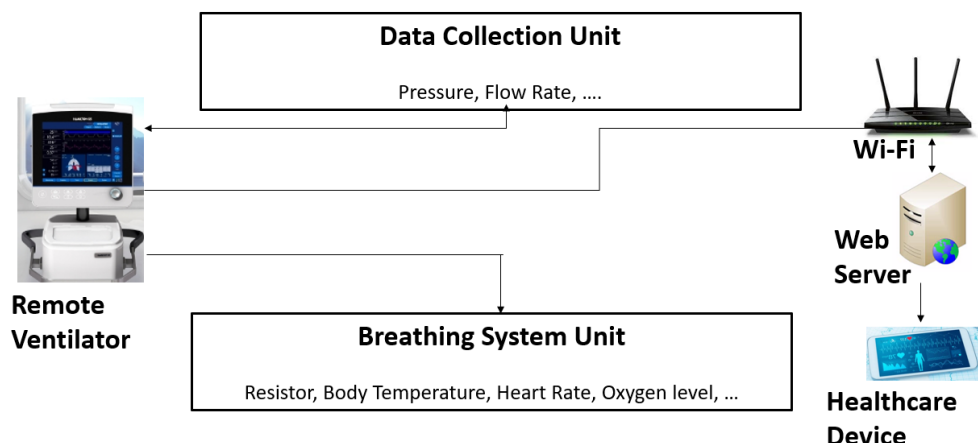 Data Collection Unit
Pressure, Flow Rate, ....
Wi-Fi
Web
Server
Remote
Ventilator
Breathing System Unit
Resistor, Body Temperature, Heart Rate, Oxygen level, ...
Healthcare
Device